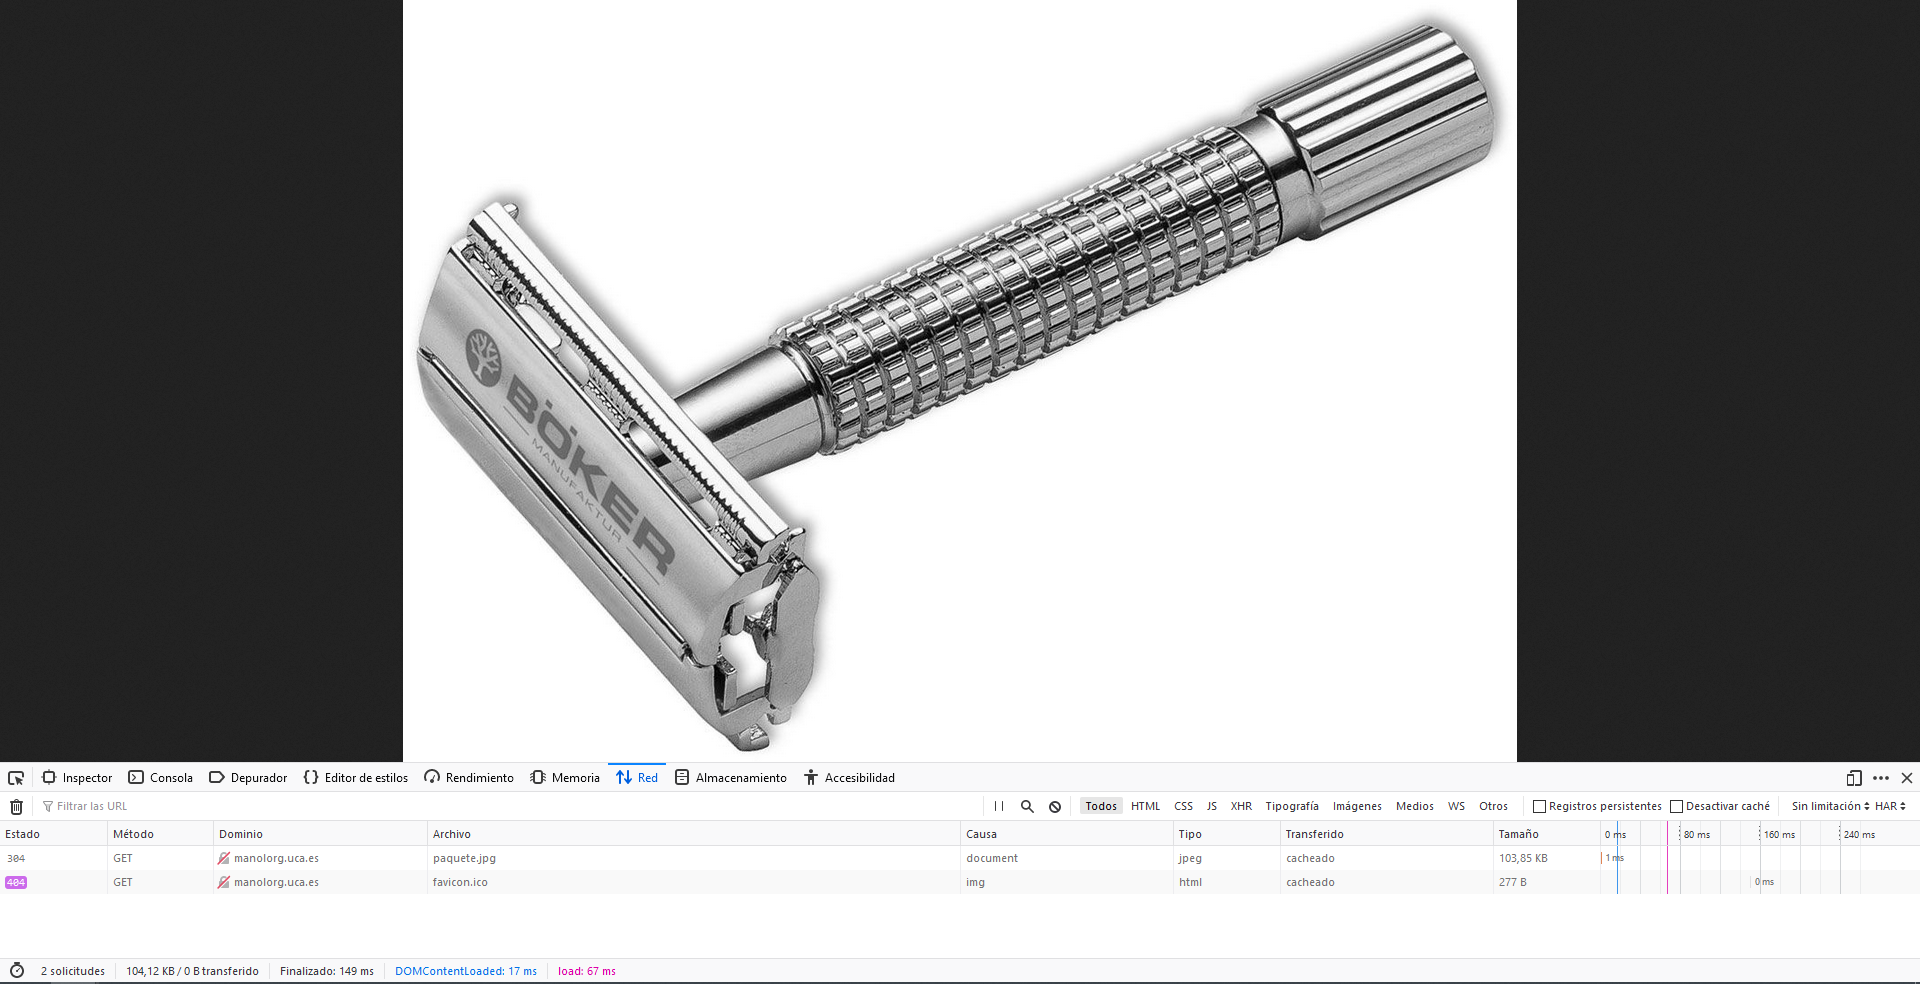 BÖKER
MANUFAKTUR
Inspector Consola Depurador Editor de estilos Rendimiento Memoria Red Almacenamiento Accesibilidad
Filtrar las URL Todos HTML CSS JS XHR Tipografía Imágenes Medios WS Otros Registros persistentes Desactivar caché Sin limitación HAR
Estado Método Dominio Archivo Causa Tipo Transferido Tamaño 0 ms 80 ms 160 ms 240 ms
304 GET manolorg.uca.es paquete.jpg document jpeg cacheado 103,85 KB 1 ms
404 GET manolorg.uca.es favicon.ico img html cacheado 277 B 0 ms
2 solicitudes 104,12 KB / 0 B transferido Finalizado: 149 ms DOMContentLoaded: 17 ms load: 67 ms